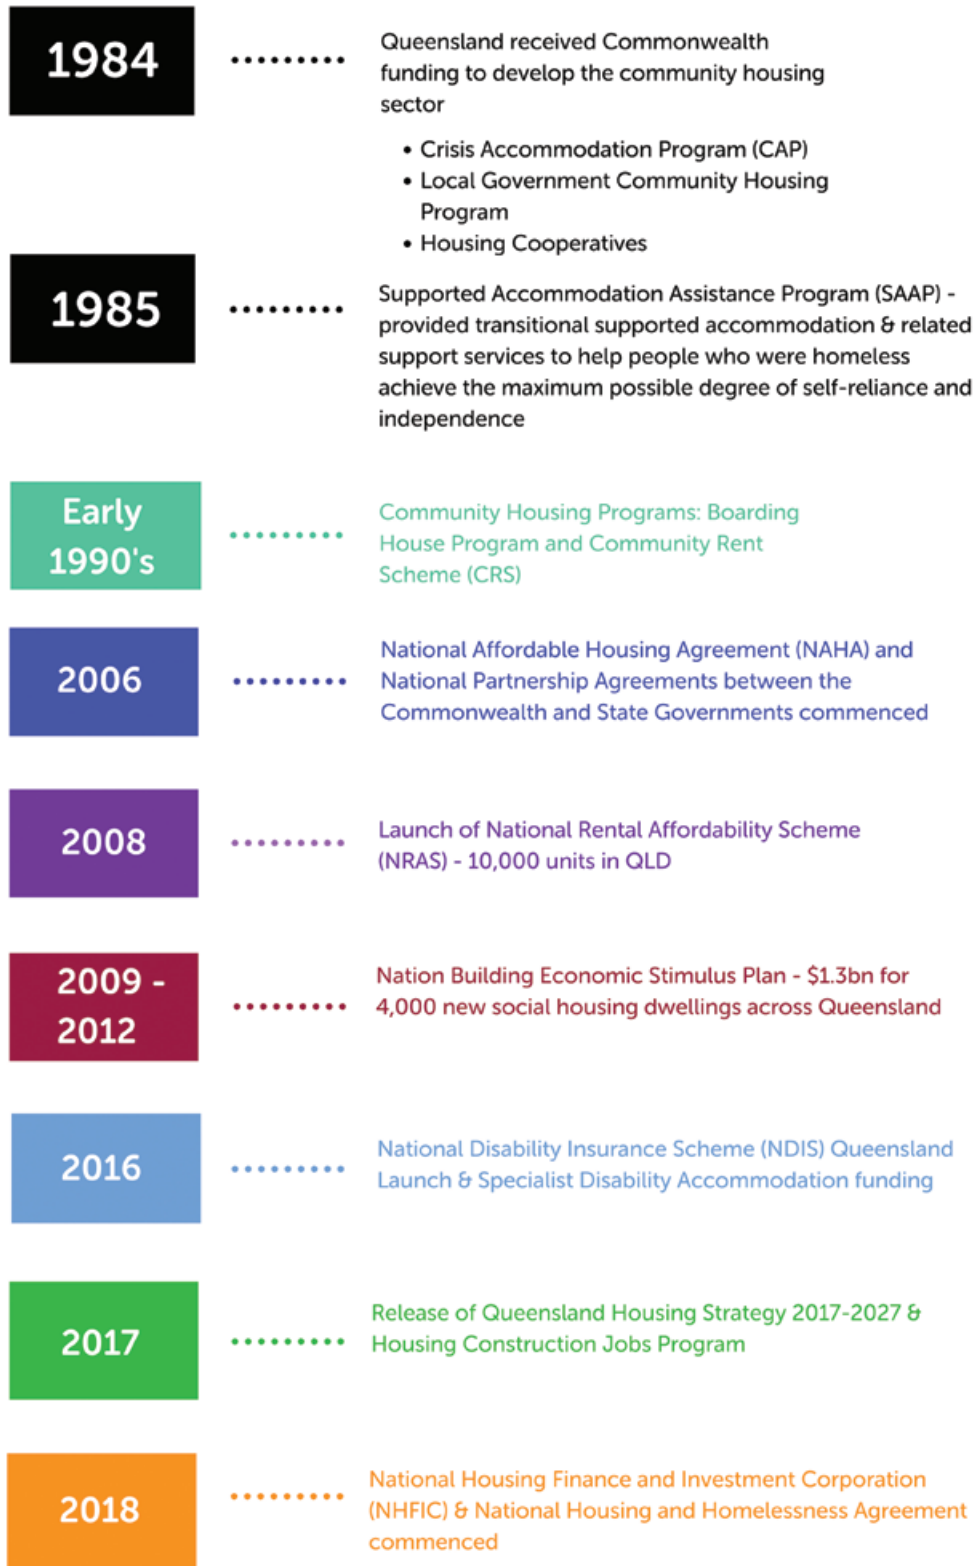 1984
Queensland received Commonwealth
funding to develop the community housing
sector
• Crisis Accommodation Program (CAP)
• Local Government Community Housing
Program
• Housing Cooperatives
1985
Supported Accommodation Assistance Program (SAAP) -
provided transitional supported accommodation & related
support services to help people who were homeless
achieve the maximum possible degree of self-reliance and
independence
Early
1990's
Community Housing Programs: Boarding
House Program and Community Rent
Scheme (CRS)
2006
National Affordable Housing Agreement (NAHA) and
National Partnership Agreements between the
Commonwealth and State Governments commenced
2008
Launch of National Rental Affordability Scheme
(NRAS) - 10,000 units in QLD
2009 -
2012
Nation Building Economic Stimulus Plan - $1.3bn for
4,000 new social housing dwellings across Queensland
2016
National Disability Insurance Scheme (NDIS) Queensland
Launch & Specialist Disability Accommodation funding
2017
Release of Queensland Housing Strategy 2017-2027 &
Housing Construction Jobs Program
2018
National Housing Finance and Investment Corporation
(NHFIC) & National Housing and Homelessness Agreement
commenced